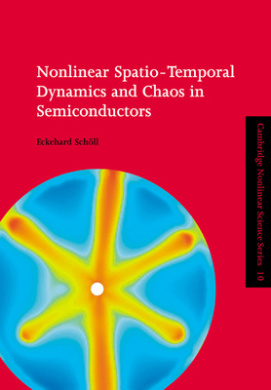 Nonlinear Spatio-Temporal
Dynamics and Chaos in
Semiconductors
Eckehard Schöll
Cambridge Nonlinear Science Series 10